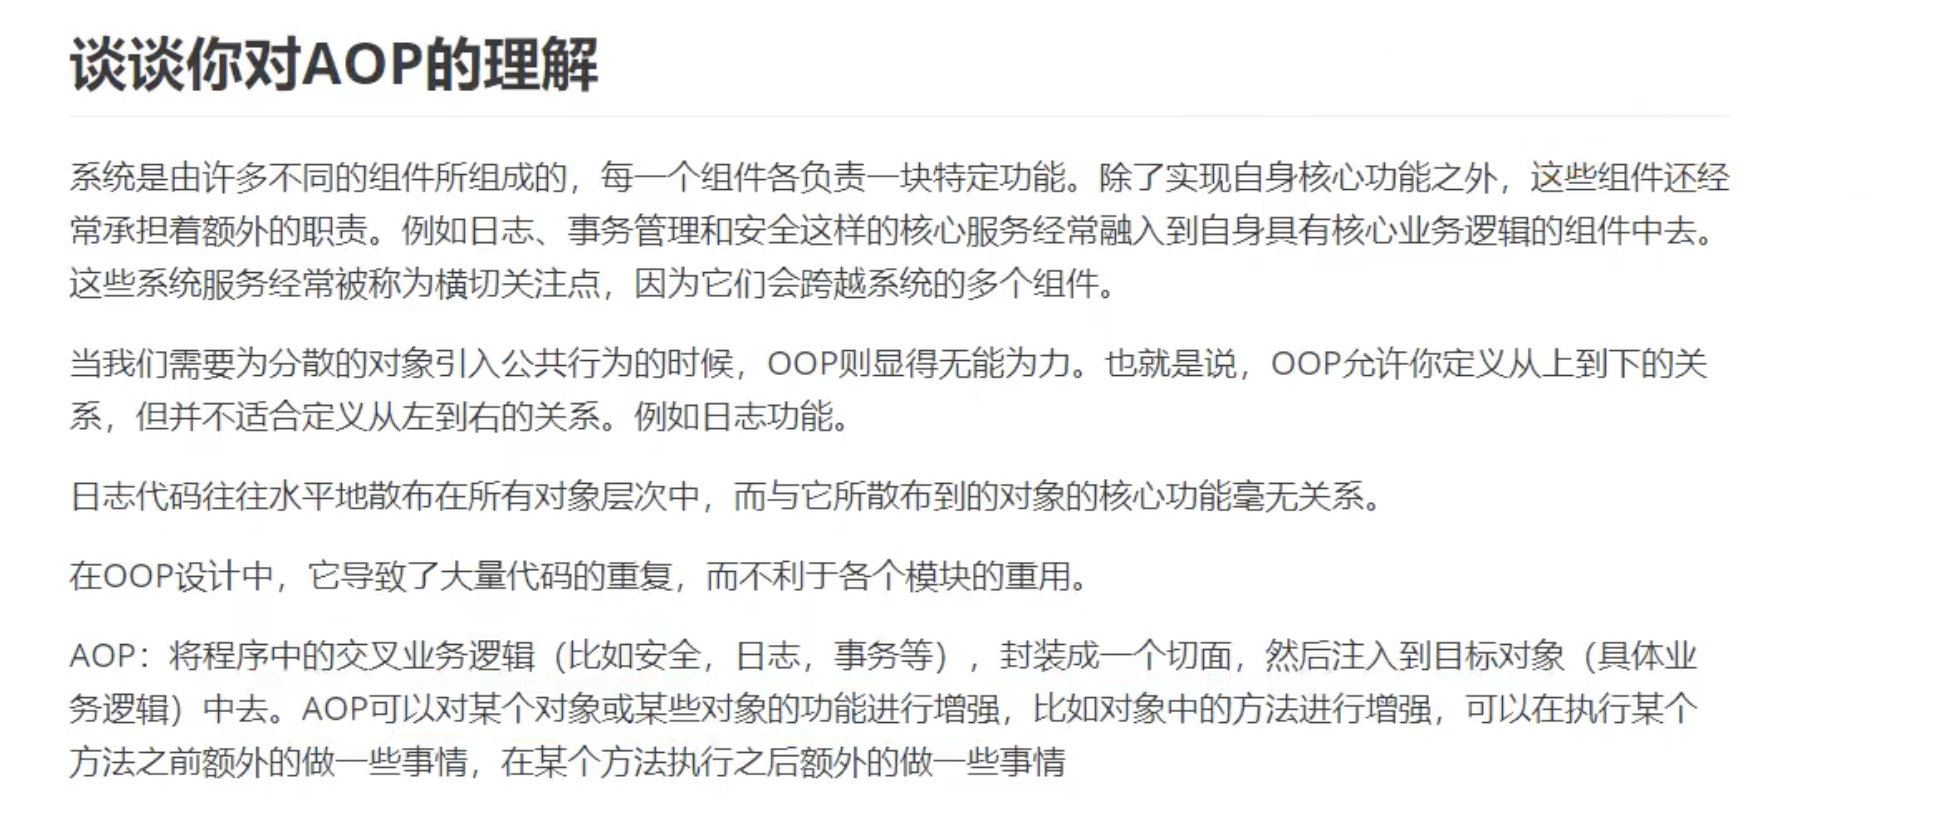 谈谈你对AOP的理解
系统是由许多不同的组件所组成的，每一个组件各负责一块特定功能。除了实现自身核心功能之外，这些组件还经
常承担着额外的职责。例如日志、事务管理和安全这样的核心服务经常融入到自身具有核心业务逻辑的组件中去。
这些系统服务经常被称为横切关注点，因为它们会跨越系统的多个组件。
当我们需要为分散的对象引入公共行为的时候，OOP则显得无能为力。也就是说，OOP允许你定义从上到下的关
系，但并不适合定义从左到右的关系。例如日志功能。
日志代码往往水平地散布在所有对象层次中，而与它所散布到的对象的核心功能毫无关系。
在OOP设计中，它导致了大量代码的重复，而不利于各个模块的重用。
AOP：将程序中的交叉业务逻辑（比如安全，日志，事务等），封装成一个切面，然后注入到目标对象（具体业
务逻辑）中去。AOP可以对某个对象或某些对象的功能进行增强，比如对象中的方法进行增强，可以在执行某个
方法之前额外的做一些事情，在某个方法执行之后额外的做一些事情